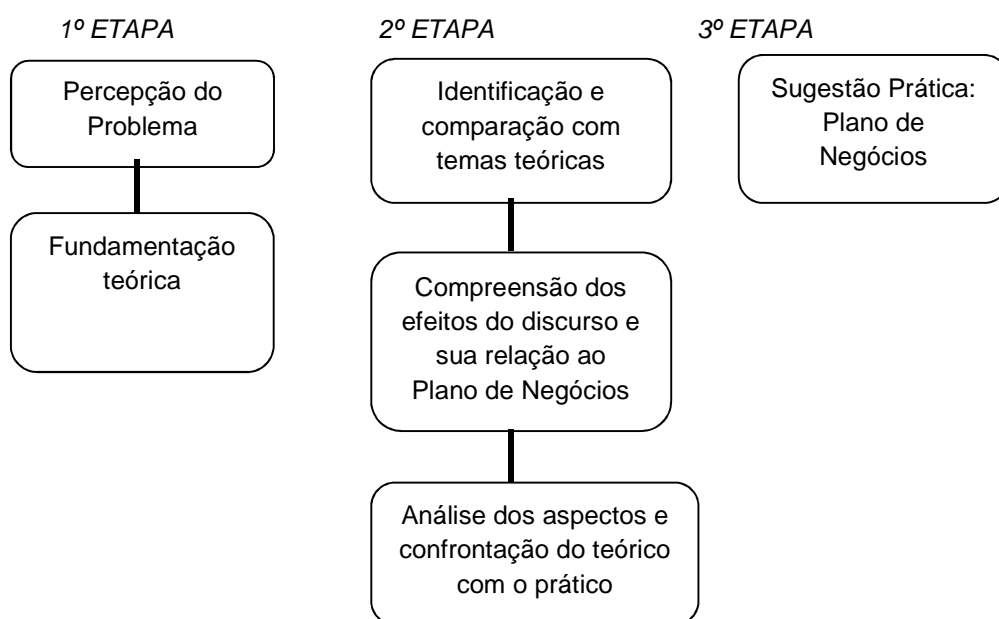 1º ETAPA
Percepção do
Problema
Fundamentação
teórica
2º ETAPA
Identificação e
comparação com
temas teóricas
Compreensão dos
efeitos do discurso e
sua relação ao
Plano de Negócios
Análise dos aspectos e
confrontação do teórico
com o prático
3º ETAPA
Sugestão Prática:
Plano de
Negócios